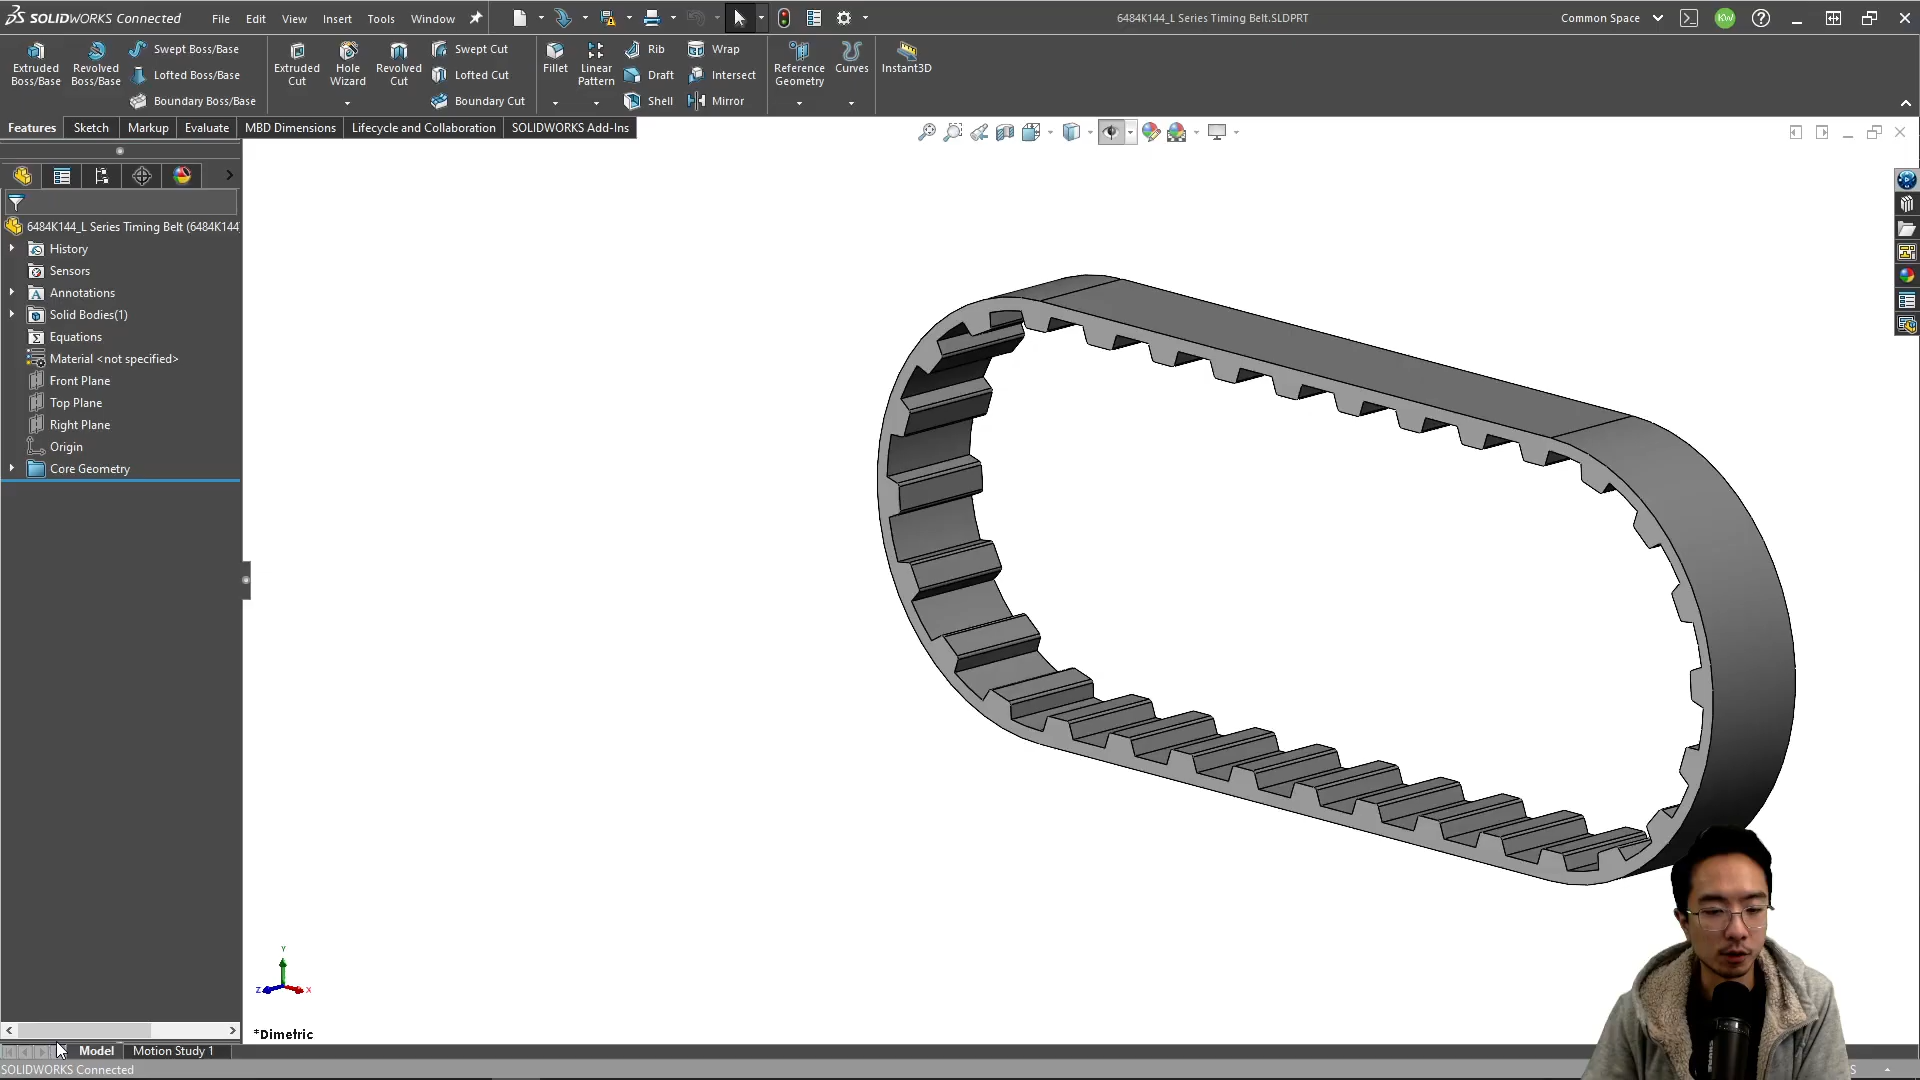 SOLIDWORKS Connected
File Edit View Insert Tools Window
6484K144_L Series Timing Belt.SLDPRT
Common Space
KW
Extruded Boss/Base
Revolved Boss/Base
Swept Boss/Base
Lofted Boss/Base
Boundary Boss/Base
Extruded Cut
Hole Wizard
Revolved Cut
Swept Cut
Lofted Cut
Boundary Cut
Fillet
Linear Pattern
Rib
Draft
Shell
Wrap
Intersect
Mirror
Reference Geometry
Curves
Instant3D
Features Sketch Markup Evaluate MBD Dimensions Lifecycle and Collaboration SOLIDWORKS Add-Ins
6484K144_L Series Timing Belt (6484K144
History
Sensors
Annotations
Solid Bodies(1)
Equations
Material <not specified>
Front Plane
Top Plane
Right Plane
Origin
Core Geometry
Y
Z
X
*Dimetric
Model Motion Study 1
SOLIDWORKS Connected
S